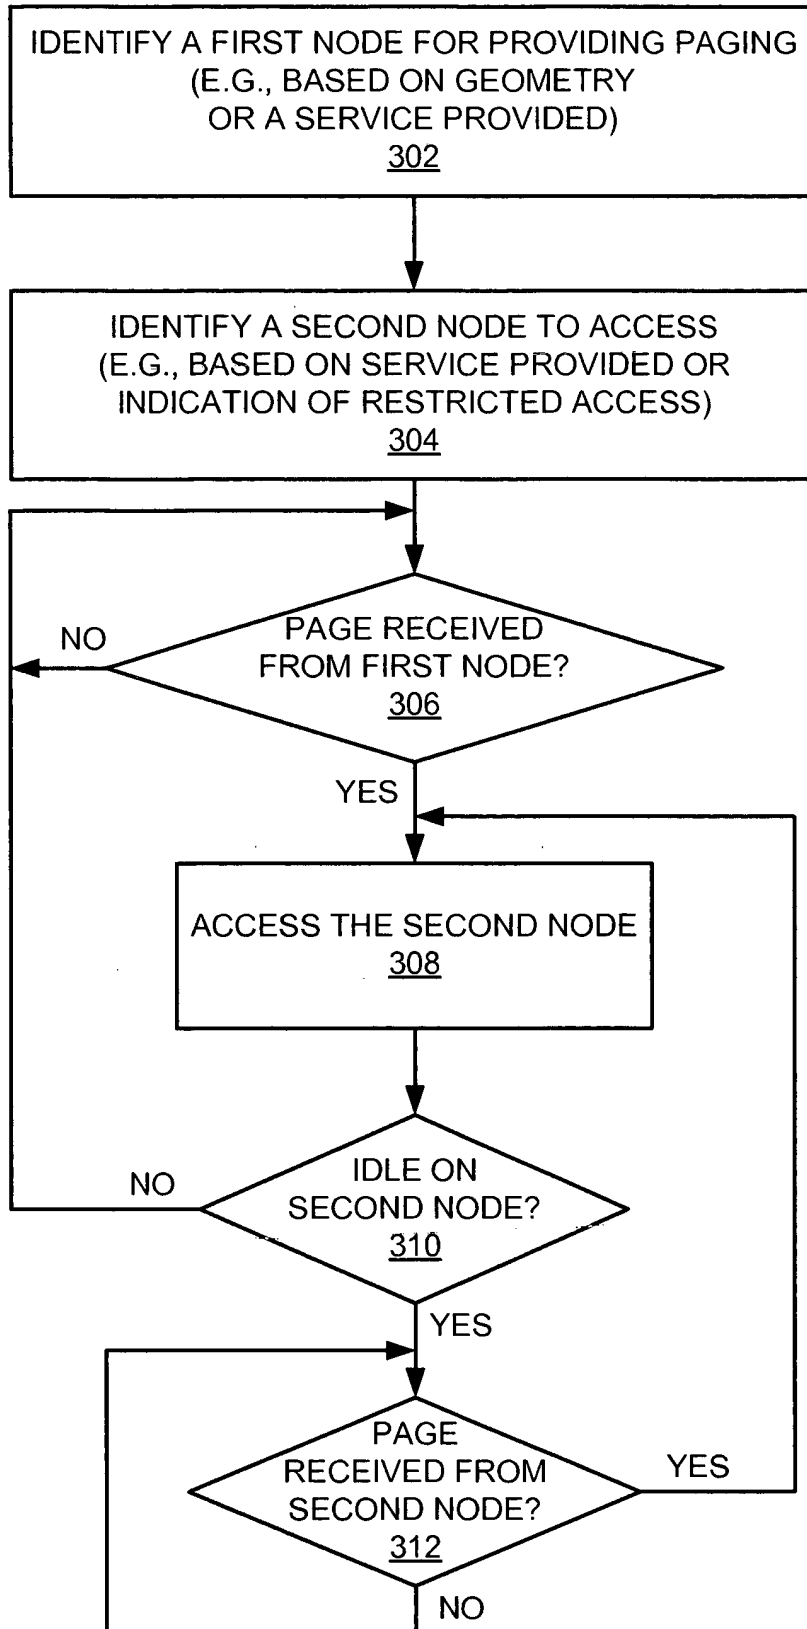 IDENTIFY A FIRST NODE FOR PROVIDING PAGING
(E.G., BASED ON GEOMETRY
OR A SERVICE PROVIDED)
302
IDENTIFY A SECOND NODE TO ACCESS
(E.G., BASED ON SERVICE PROVIDED OR
INDICATION OF RESTRICTED ACCESS)
304
NO
PAGE RECEIVED
FROM FIRST NODE?
306
YES
ACCESS THE SECOND NODE
308
NO
IDLE ON
SECOND NODE?
310
YES
PAGE
RECEIVED FROM
SECOND NODE?
312
YES
NO